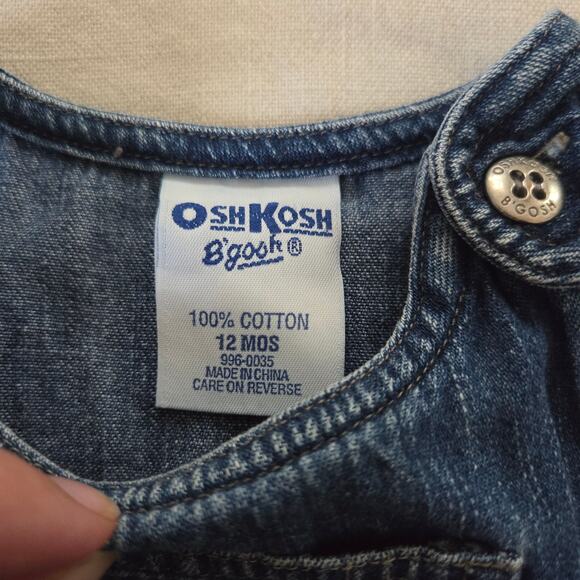 OSHKOSH
B'gosh®
100% COTTON
12 MOS
996-0035
MADE IN CHINA
CARE ON REVERSE
OSHKOSH
B'GOSH